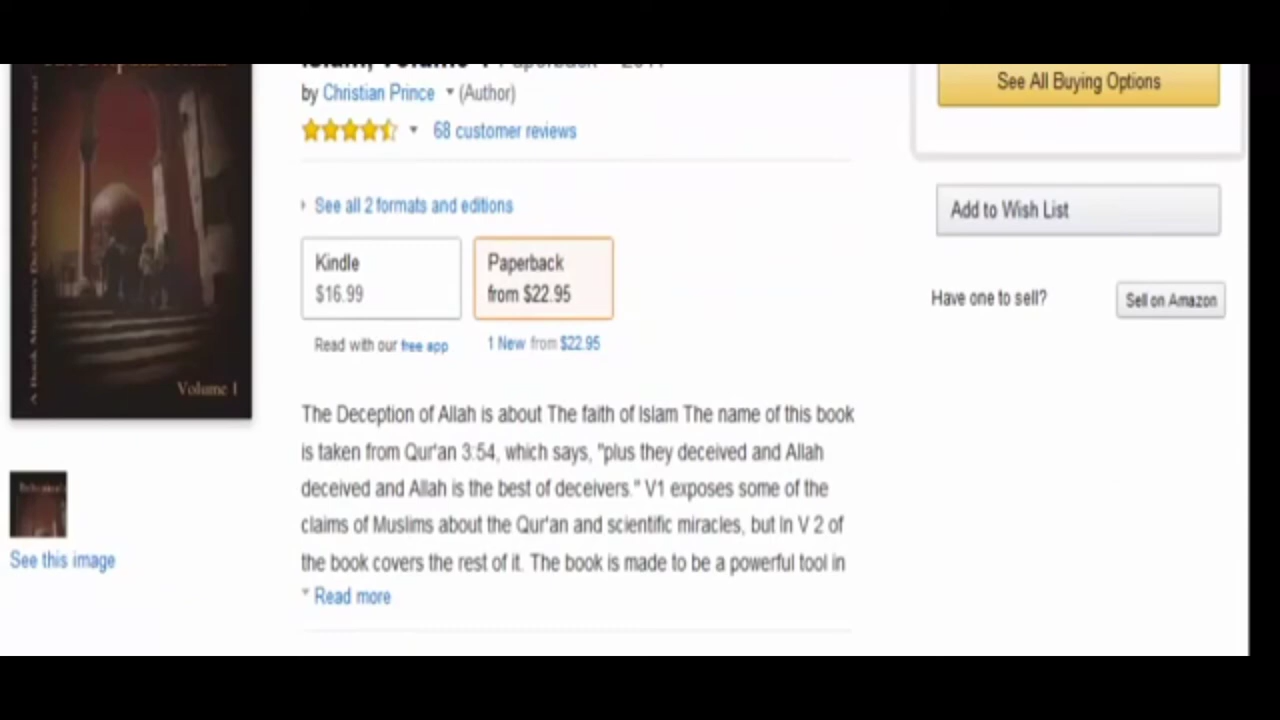 by Christian Prince (Author)
68 customer reviews
See all 2 formats and editions
Kindle
$16.99
Paperback
from $22.95
Read with our free app
1 New from $22.95
The Deception of Allah is about The faith of Islam The name of this book
is taken from Qur'an 3:54, which says, "plus they deceived and Allah
deceived and Allah is the best of deceivers." V1 exposes some of the
claims of Muslims about the Qur'an and scientific miracles, but in V 2 of
the book covers the rest of it. The book is made to be a powerful tool in
Read more
See All Buying Options
Add to Wish List
Have one to sell?
Sell on Amazon
Volume 1
See this image